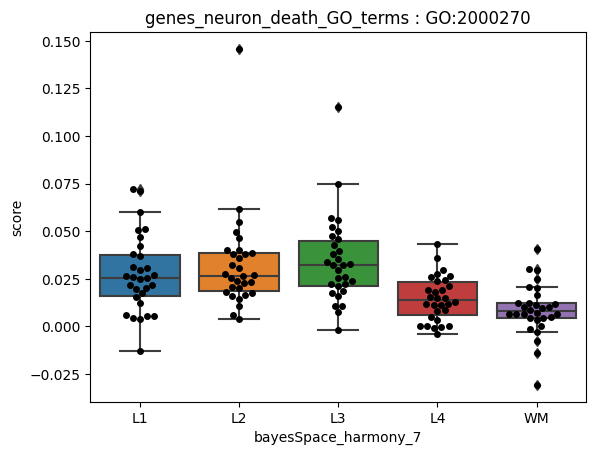 genes_neuron_death_GO_terms : GO:2000270
0.150
0.125
0.100
0.075
0.050
0.025
0.000
−0.025
score
L1 L2 L3 L4 WM
bayesSpace_harmony_7